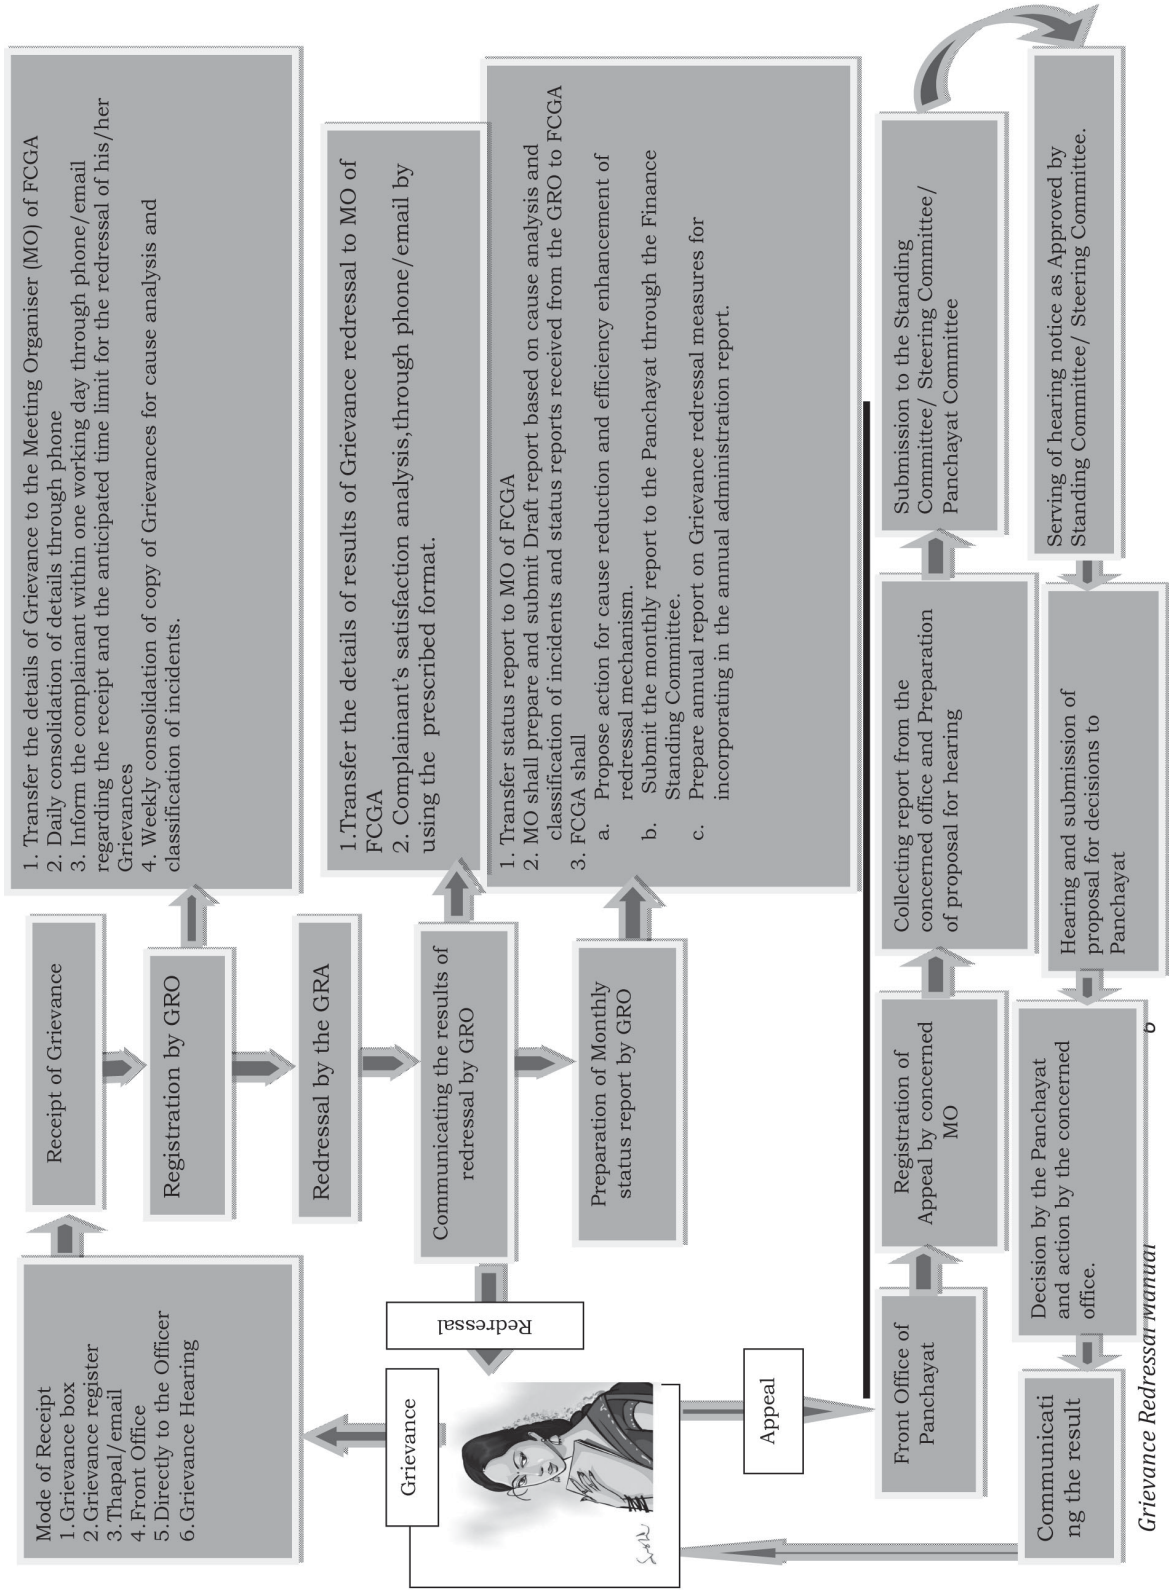 Mode of Receipt
1.Grievance box
2.Grievance register
3.Thapal/email
4.Front Office
5.Directly to the Officer
6.Grievance Hearing
Receipt of Grievance
Registration by GRO
1. Transfer the details of Grievance to the Meeting Organiser (MO) of FCGA
2. Daily consolidation of details through phone
3. Inform the complainant within one working day through phone/email
regarding the receipt and the anticipated time limit for the redressal of his/her
Grievances
4. Weekly consolidation of copy of Grievances for cause analysis and
classification of incidents.
Redressal by the GRA
Communicating the results of
redressal by GRO
1.Transfer the details of results of Grievance redressal to MO of
FCGA
2. Complainant's satisfaction analysis,through phone/email by
using the prescribed format.
Preparation of Monthly
status report by GRO
1. Transfer status report to MO of FCGA
2. MO shall prepare and submit Draft report based on cause analysis and
classification of incidents and status reports received from the GRO to FCGA
3. FCGA shall
a. Propose action for cause reduction and efficiency enhancement of
redressal mechanism.
b. Submit the monthly report to the Panchayat through the Finance
Standing Committee.
c. Prepare annual report on Grievance redressal measures for
incorporating in the annual administration report.
Grievance
Redressal
Appeal
Front Office of
Panchayat
Registration of
Appeal by concerned
MO
Collecting report from the
concerned office and Preparation
of proposal for hearing
Submission to the Standing
Committee/ Steering Committee/
Panchayat Committee
Serving of hearing notice as Approved by
Standing Committee/ Steering Committee.
Hearing and submission of
proposal for decisions to
Panchayat
Decision by the Panchayat
and action by the concerned
office.
Communicati
ng the result
Grievance Redressal Manual